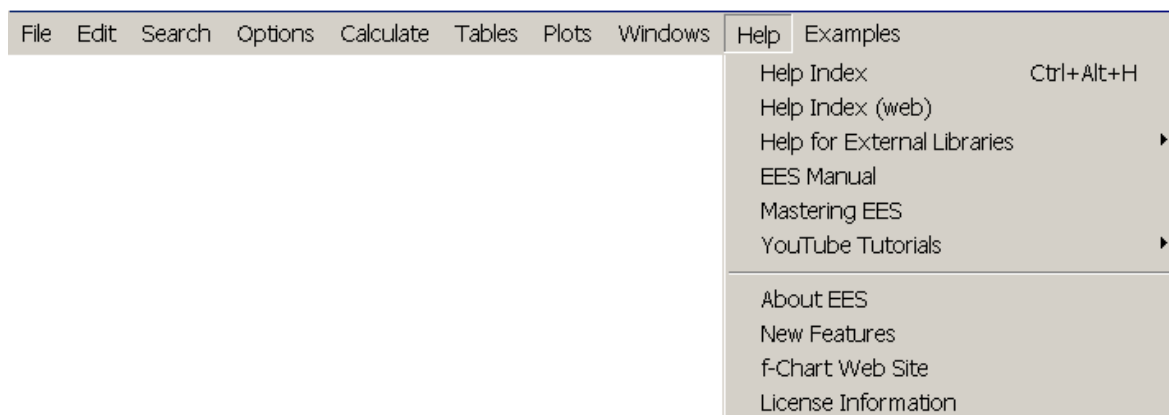 File Edit Search Options Calculate Tables Plots Windows Help Examples
Help Index Ctrl+Alt+H
Help Index (web)
Help for External Libraries
EES Manual
Mastering EES
YouTube Tutorials
About EES
New Features
f-Chart Web Site
License Information